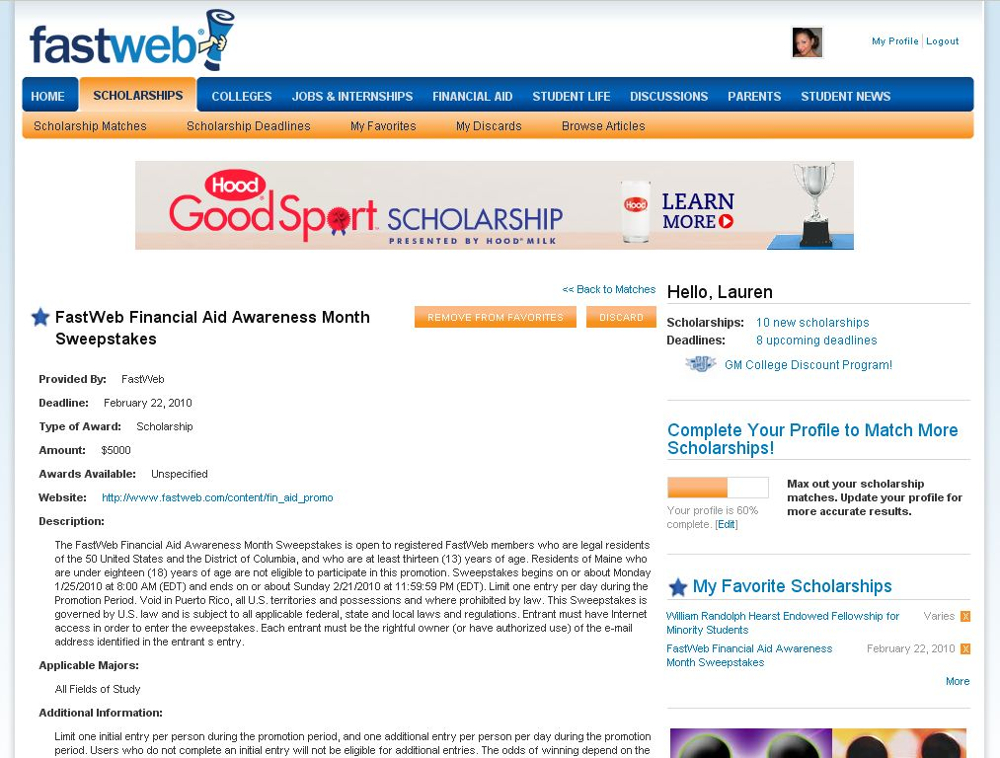 fastweb
My Profile Logout
HOME SCHOLARSHIPS COLLEGES JOBS & INTERNSHIPS FINANCIAL AID STUDENT LIFE DISCUSSIONS PARENTS STUDENT NEWS
Scholarship Matches Scholarship Deadlines My Favorites My Discards Browse Articles
Hood
GoodSport SCHOLARSHIP
PRESENTED BY HOOD® MILK
Hood
LEARN
MORE
<< Back to Matches
FastWeb Financial Aid Awareness Month
Sweepstakes
REMOVE FROM FAVORITES DISCARD
Provided By: FastWeb
Deadline: February 22, 2010
Type of Award: Scholarship
Amount: $5000
Awards Available: Unspecified
Website: http://www.fastweb.com/content/fin_aid_promo
Description:
The FastWeb Financial Aid Awareness Month Sweepstakes is open to registered FastWeb members who are legal residents
of the 50 United States and the District of Columbia, and who are at least thirteen (13) years of age. Residents of Maine who
are under eighteen (18) years of age are not eligible to participate in this promotion. Sweepstakes begins on or about Monday
1/25/2010 at 8:00 AM (EDT) and ends on or about Sunday 2/21/2010 at 11:59:59 PM (EDT). Limit one entry per day during the
Promotion Period. Void in Puerto Rico, all U.S. territories and possessions and where prohibited by law. This Sweepstakes is
governed by U.S. law and is subject to all applicable federal, state and local laws and regulations. Entrant must have Internet
access in order to enter the eweepstakes. Each entrant must be the rightful owner (or have authorized use) of the e-mail
address identified in the entrant s entry.
Applicable Majors:
All Fields of Study
Additional Information:
Limit one initial entry per person during the promotion period, and one additional entry per person per day during the promotion
period. Users who do not complete an initial entry will not be eligible for additional entries. The odds of winning depend on the
Hello, Lauren
Scholarships: 10 new scholarships
Deadlines: 8 upcoming deadlines
GM College Discount Program!
Complete Your Profile to Match More
Scholarships!
Your profile is 60%
complete. [Edit]
Max out your scholarship
matches. Update your profile for
more accurate results.
My Favorite Scholarships
William Randolph Hearst Endowed Fellowship for
Minority Students
Varies X
FastWeb Financial Aid Awareness
Month Sweepstakes
February 22, 2010 X
More